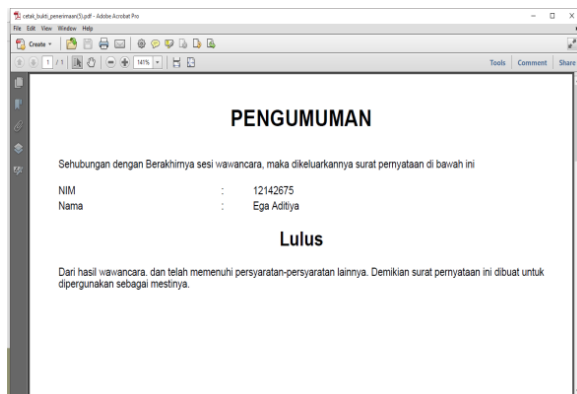 cetak_bukti_penerimaan(5).pdf - Adobe Acrobat Pro
File Edit View Window Help
Create
1 / 1 141% Tools Comment Share
PENGUMUMAN
Sehubungan dengan Berakhirnya sesi wawancara, maka dikeluarkannya surat pernyataan di bawah ini
NIM : 12142675
Nama : Ega Aditiya
Lulus
Dari hasil wawancara. dan telah memenuhi persyaratan-persyaratan lainnya. Demikian surat pernyataan ini dibuat untuk
dipergunakan sebagai mestinya.